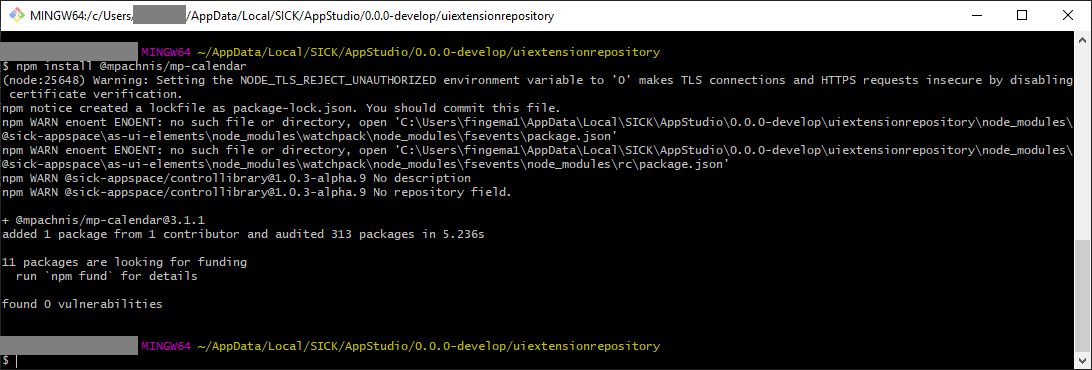 MINGW64:/c/Users/ /AppData/Local/SICK/AppStudio/0.0.0-develop/uiextensionrepository
MINGW64 ~/AppData/Local/SICK/AppStudio/0.0.0-develop/uiextensionrepository
$ npm install @mpachnis/mp-calendar
(node:25648) Warning: Setting the NODE_TLS_REJECT_UNAUTHORIZED environment variable to '0' makes TLS connections and HTTPS requests insecure by disabling
certificate verification.
npm notice created a lockfile as package-lock.json. You should commit this file.
npm WARN enoent ENOENT: no such file or directory, open 'C:\Users\fingema1\AppData\Local\SICK\AppStudio\0.0.0-develop\uiextensionrepository\node_modules\
@sick-appspace\as-ui-elements\node_modules\watchpack\node_modules\fsevents\package.json'
npm WARN enoent ENOENT: no such file or directory, open 'C:\Users\fingema1\AppData\Local\SICK\AppStudio\0.0.0-develop\uiextensionrepository\node_modules\
@sick-appspace\as-ui-elements\node_modules\watchpack\node_modules\fsevents\node_modules\rc\package.json'
npm WARN @sick-appspace/controllibrary@1.0.3-alpha.9 No description
npm WARN @sick-appspace/controllibrary@1.0.3-alpha.9 No repository field.
+ @mpachnis/mp-calendar@3.1.1
added 1 package from 1 contributor and audited 313 packages in 5.236s
11 packages are looking for funding
run `npm fund` for details
found 0 vulnerabilities
MINGW64 ~/AppData/Local/SICK/AppStudio/0.0.0-develop/uiextensionrepository
$